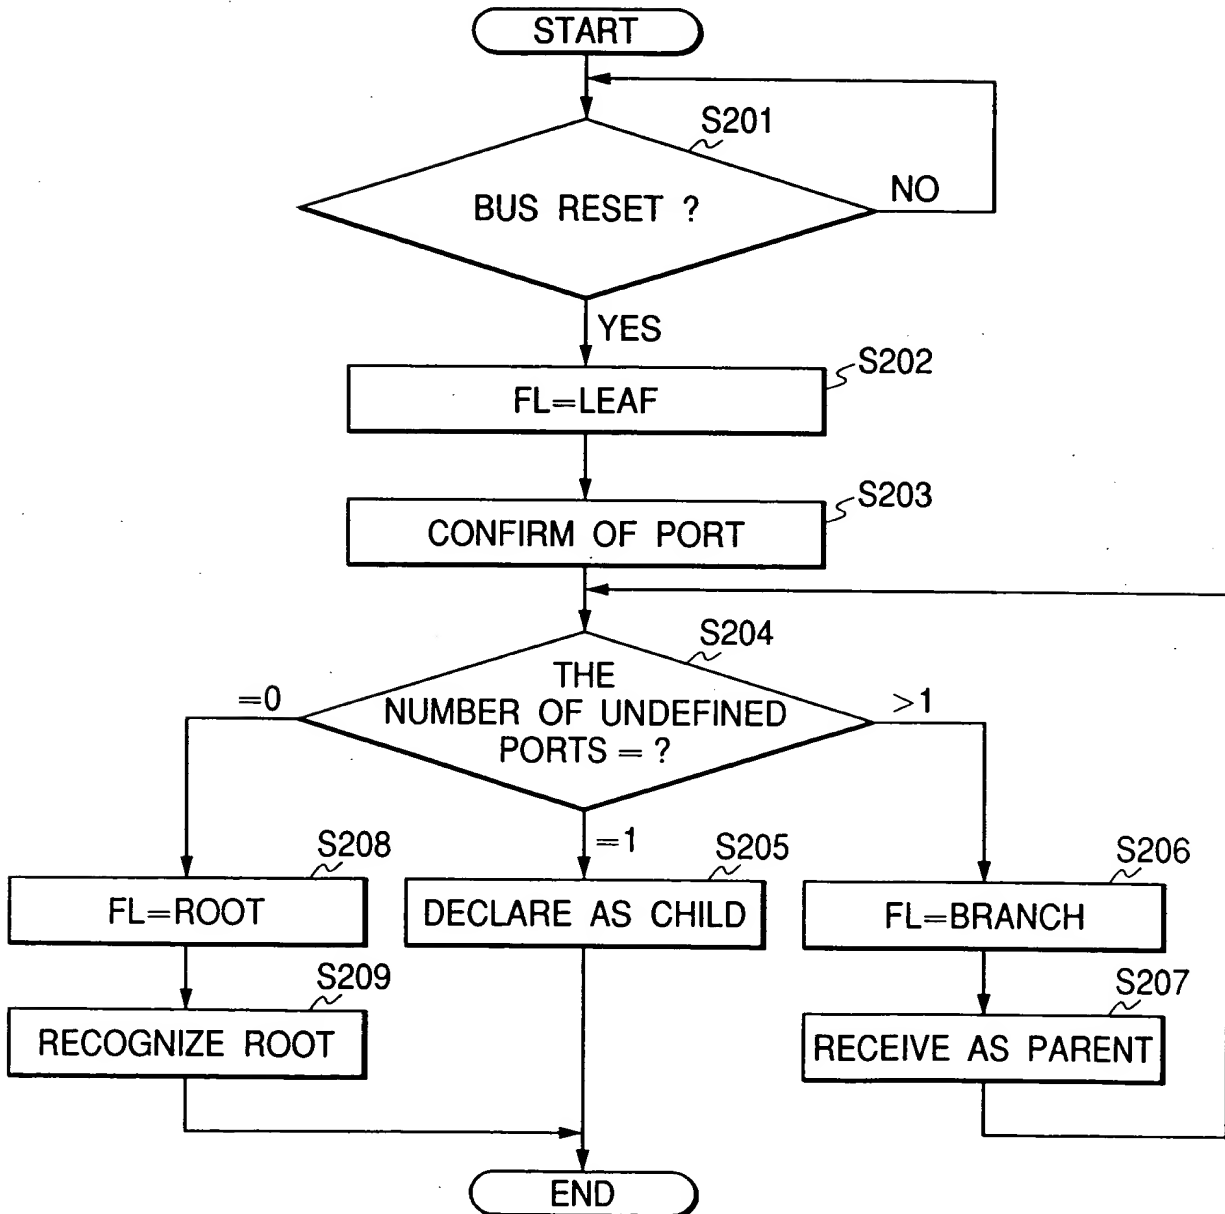 START
S201
BUS RESET ?
NO
YES
S202
FL=LEAF
S203
CONFIRM OF PORT
S204
THE
NUMBER OF UNDEFINED
PORTS = ?
=0
>1
=1
S208
FL=ROOT
S205
DECLARE AS CHILD
S206
FL=BRANCH
S209
RECOGNIZE ROOT
S207
RECEIVE AS PARENT
END